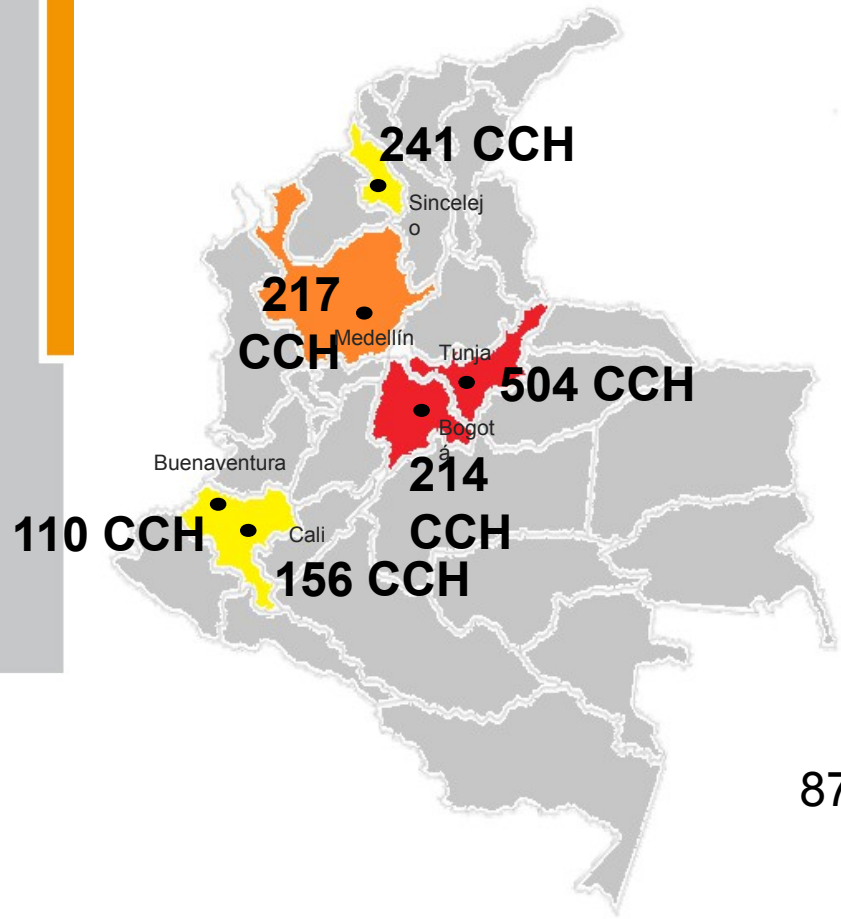 241 CCH
Sincelej
o
217
CCH
Medellín
Tunja
504 CCH
Bogot
á
214
CCH
Buenaventura
110 CCH
Cali
156 CCH
87